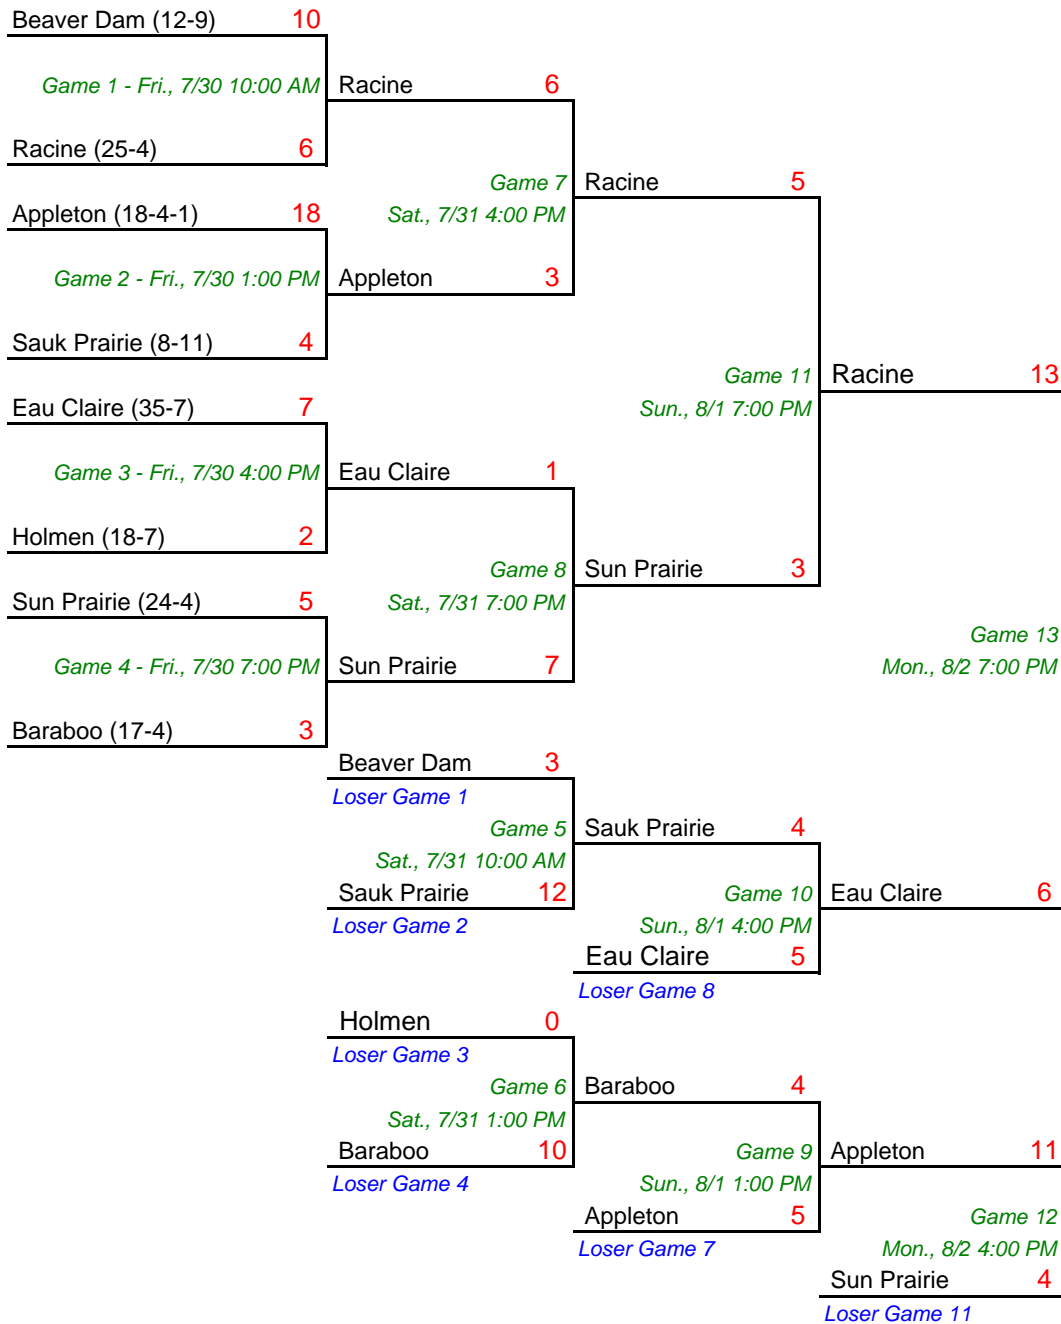 Beaver Dam (12-9) 10
Game 1 - Fri., 7/30 10:00 AM
Racine 6
Racine (25-4) 6
Game 7
Racine 5
Appleton (18-4-1) 18
Sat., 7/31 4:00 PM
Game 2 - Fri., 7/30 1:00 PM
Appleton 3
Sauk Prairie (8-11) 4
Game 11
Racine 13
Eau Claire (35-7) 7
Sun., 8/1 7:00 PM
Game 3 - Fri., 7/30 4:00 PM
Eau Claire 1
Holmen (18-7) 2
Game 8
Sun Prairie 3
Sun Prairie (24-4) 5
Sat., 7/31 7:00 PM
Game 13
Game 4 - Fri., 7/30 7:00 PM
Sun Prairie 7
Mon., 8/2 7:00 PM
Baraboo (17-4) 3
Beaver Dam 3
Loser Game 1
Game 5
Sauk Prairie 4
Sat., 7/31 10:00 AM
Sauk Prairie 12
Game 10
Eau Claire 6
Loser Game 2
Sun., 8/1 4:00 PM
Eau Claire 5
Loser Game 8
Holmen 0
Loser Game 3
Game 6
Baraboo 4
Sat., 7/31 1:00 PM
Baraboo 10
Game 9
Appleton 11
Loser Game 4
Sun., 8/1 1:00 PM
Appleton 5
Game 12
Loser Game 7
Mon., 8/2 4:00 PM
Sun Prairie 4
Loser Game 11